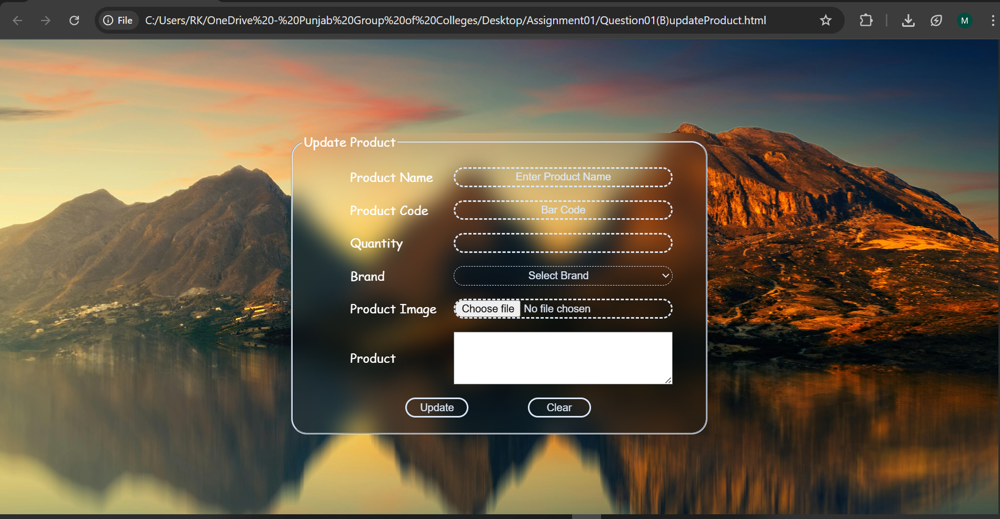 File C:/Users/RK/OneDrive%20-%20Punjab%20Group%20of%20Colleges/Desktop/Assignment01/Question01(B)updateProduct.html M
Update Product
Product Name Enter Product Name
Product Code Bar Code
Quantity
Brand Select Brand
Product Image Choose file No file chosen
Product
Update Clear